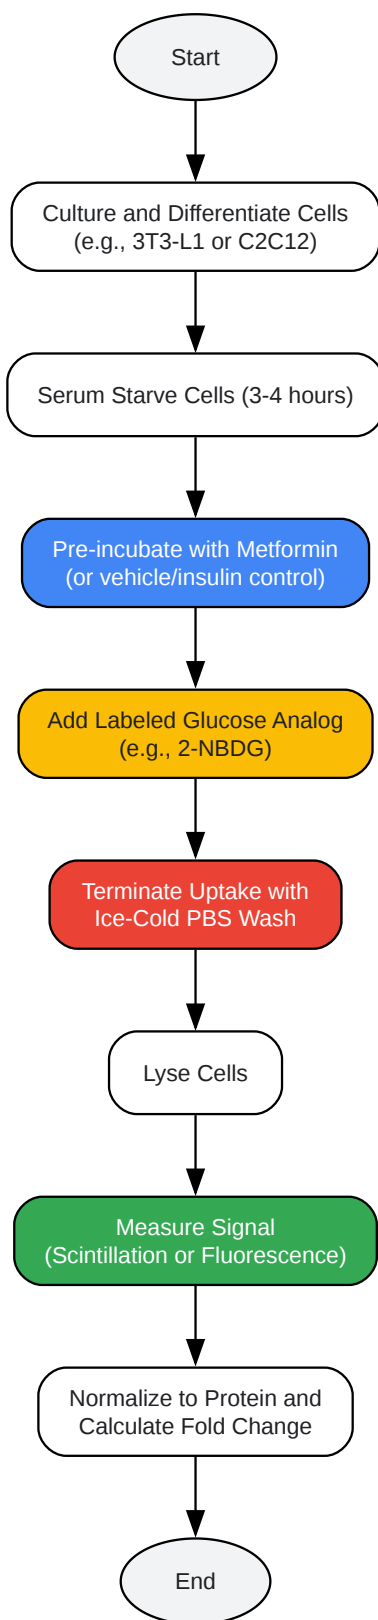 Start
Culture and Differentiate Cells
(e.g., 3T3-L1 or C2C12)
Serum Starve Cells (3-4 hours)
Pre-incubate with Metformin
(or vehicle/insulin control)
Add Labeled Glucose Analog
(e.g., 2-NBDG)
Terminate Uptake with
Ice-Cold PBS Wash
Lyse Cells
Measure Signal
(Scintillation or Fluorescence)
Normalize to Protein and
Calculate Fold Change
End